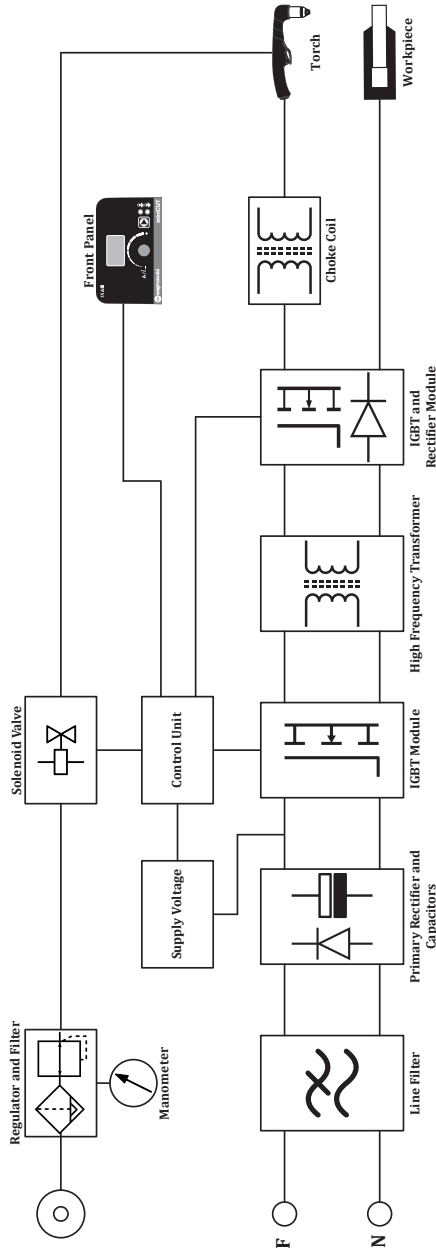 Regulator and Filter
Manometer
Solenoid Valve
Front Panel
A
miniCUT
Torch
Workpiece
Supply Voltage
Control Unit
Choke Coil
F
N
Line Filter
Primary Rectifier and
Capacitors
IGBT Module
High Frequency Transformer
IGBT and
Rectifier Module